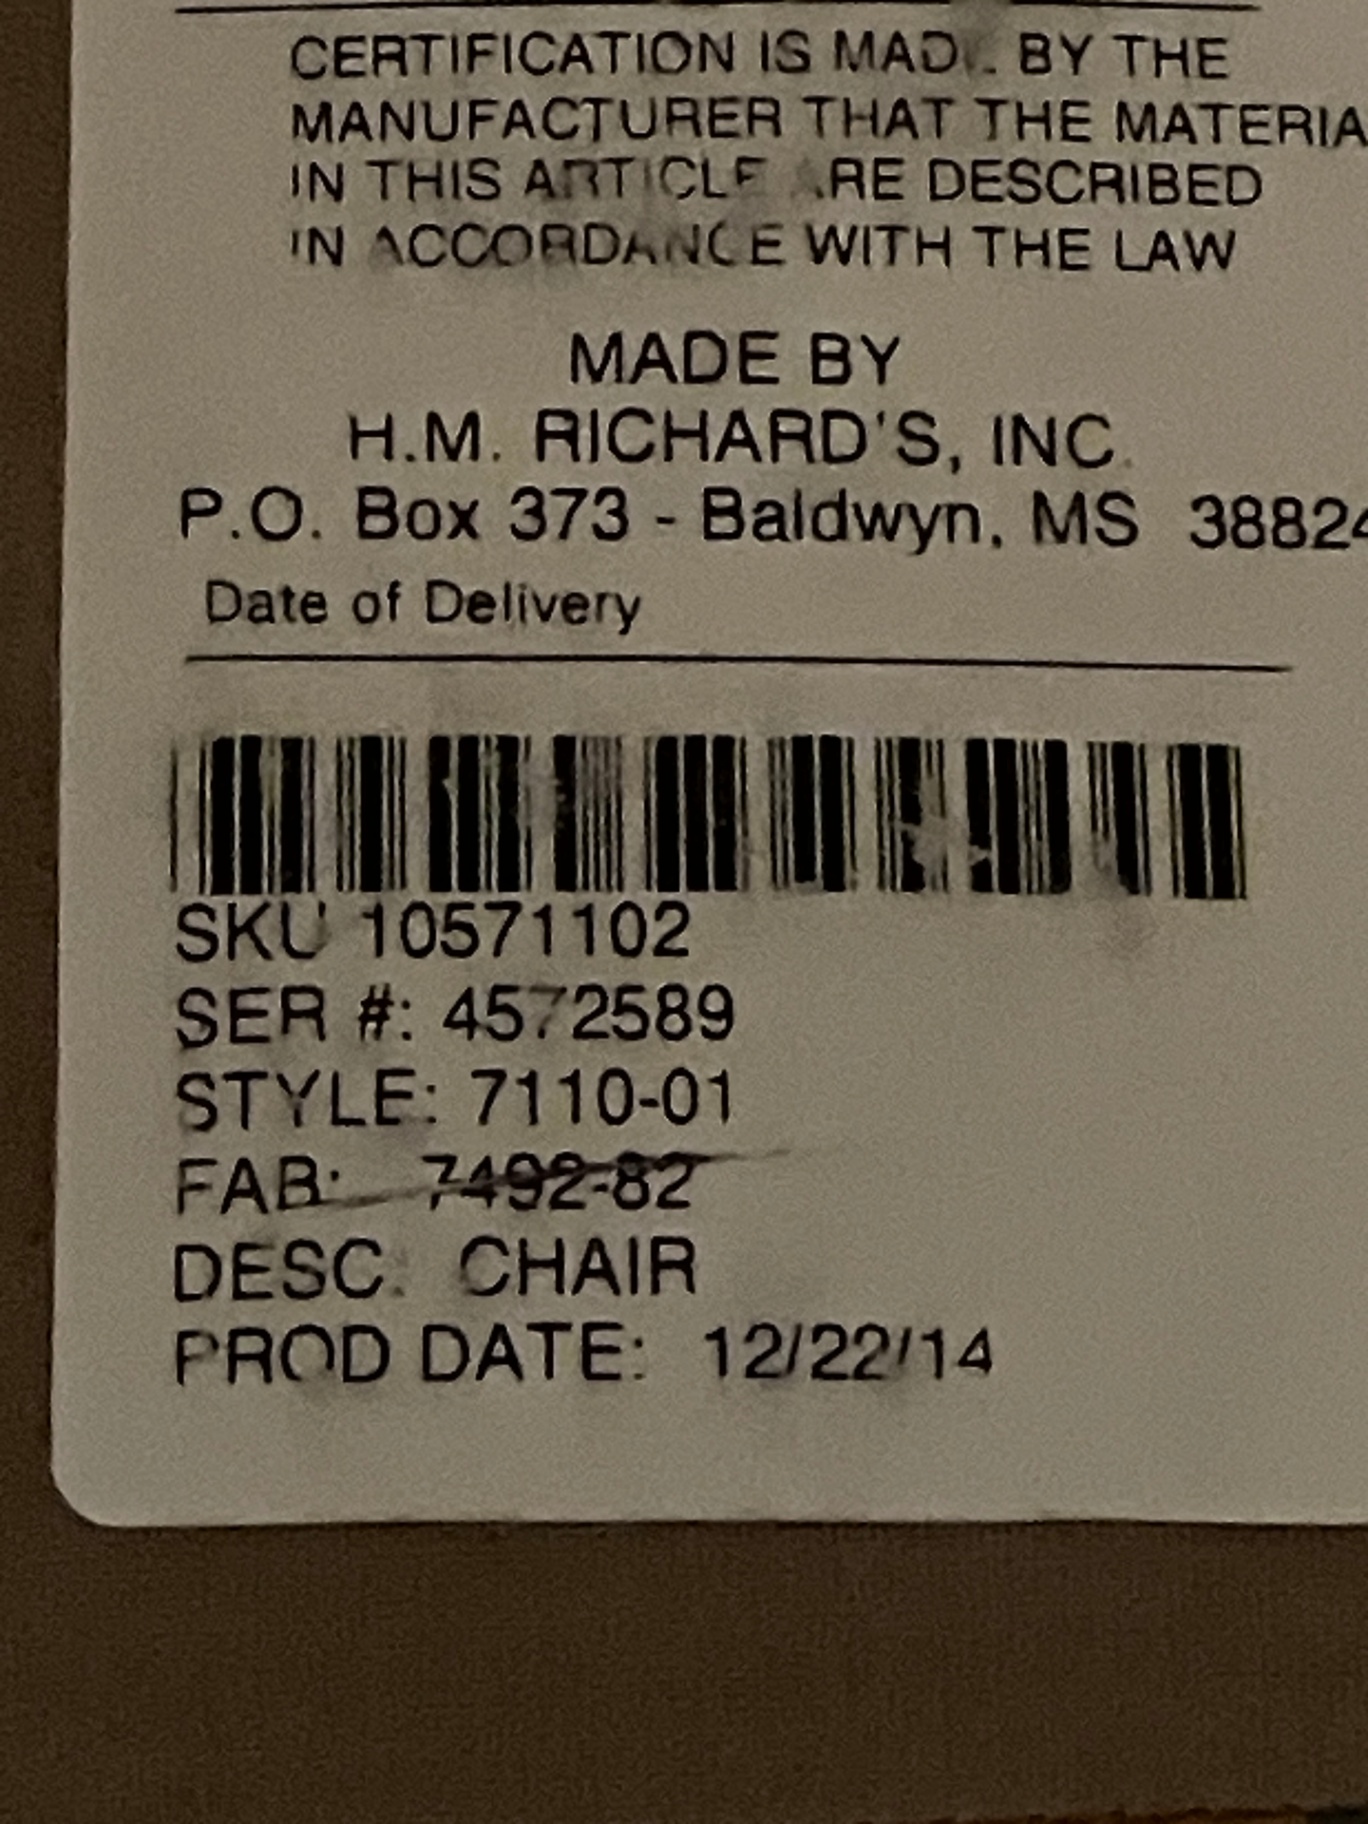 CERTIFICATION IS MADE BY THE
MANUFACTURER THAT THE MATERIA
IN THIS ARTICLE ARE DESCRIBED
IN ACCORDANCE WITH THE LAW
MADE BY
H.M. RICHARD'S, INC.
P.O. Box 373 - Baldwyn, MS 38824
Date of Delivery
SKU 10571102
SER #: 4572589
STYLE: 7110-01
FAB: 7492-82
DESC. CHAIR
PROD DATE: 12/22/14